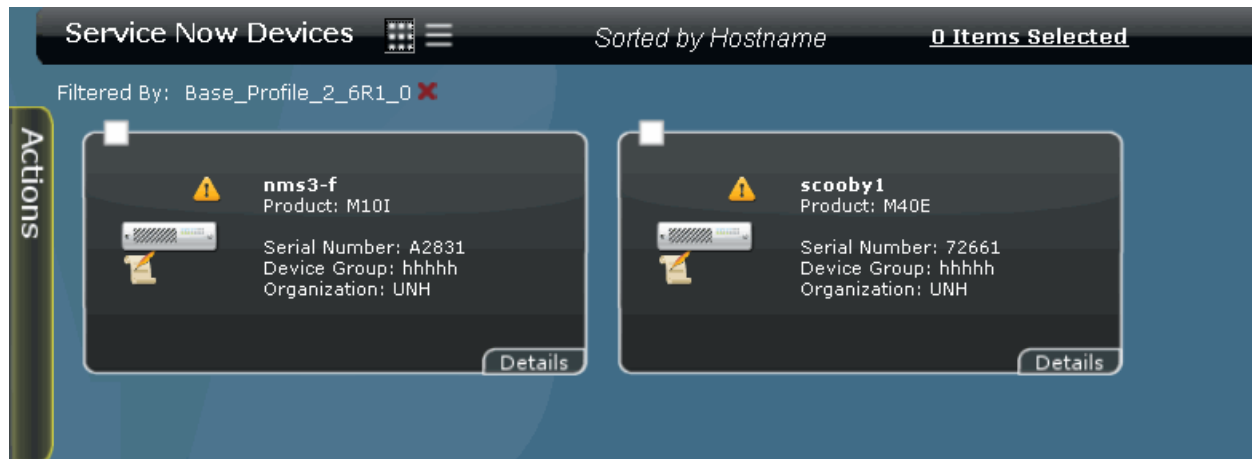 Service Now Devices
Sorted by Hostname
0 Items Selected
Filtered By: Base_Profile_2_6R1_0
Actions
nms3-f
Product: M10I
Serial Number: A2831
Device Group: hhhhh
Organization: UNH
Details
scooby1
Product: M40E
Serial Number: 72661
Device Group: hhhhh
Organization: UNH
Details